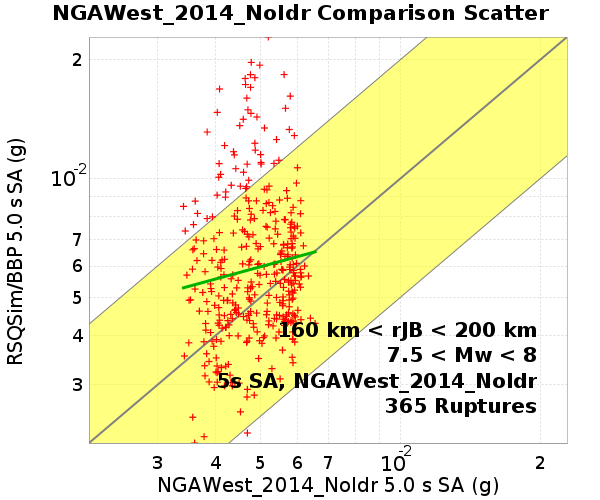 NGAWest_2014_NoIdr Comparison Scatter
RSQSim/BBP 5.0 s SA (g)
2
10-2
7
6
5
4
3
160 km < rJB < 200 km
7.5 < Mw < 8
5s SA, NGAWest_2014_NoIdr
365 Ruptures
3 4 5 6 7 10-2 2
NGAWest_2014_NoIdr 5.0 s SA (g)